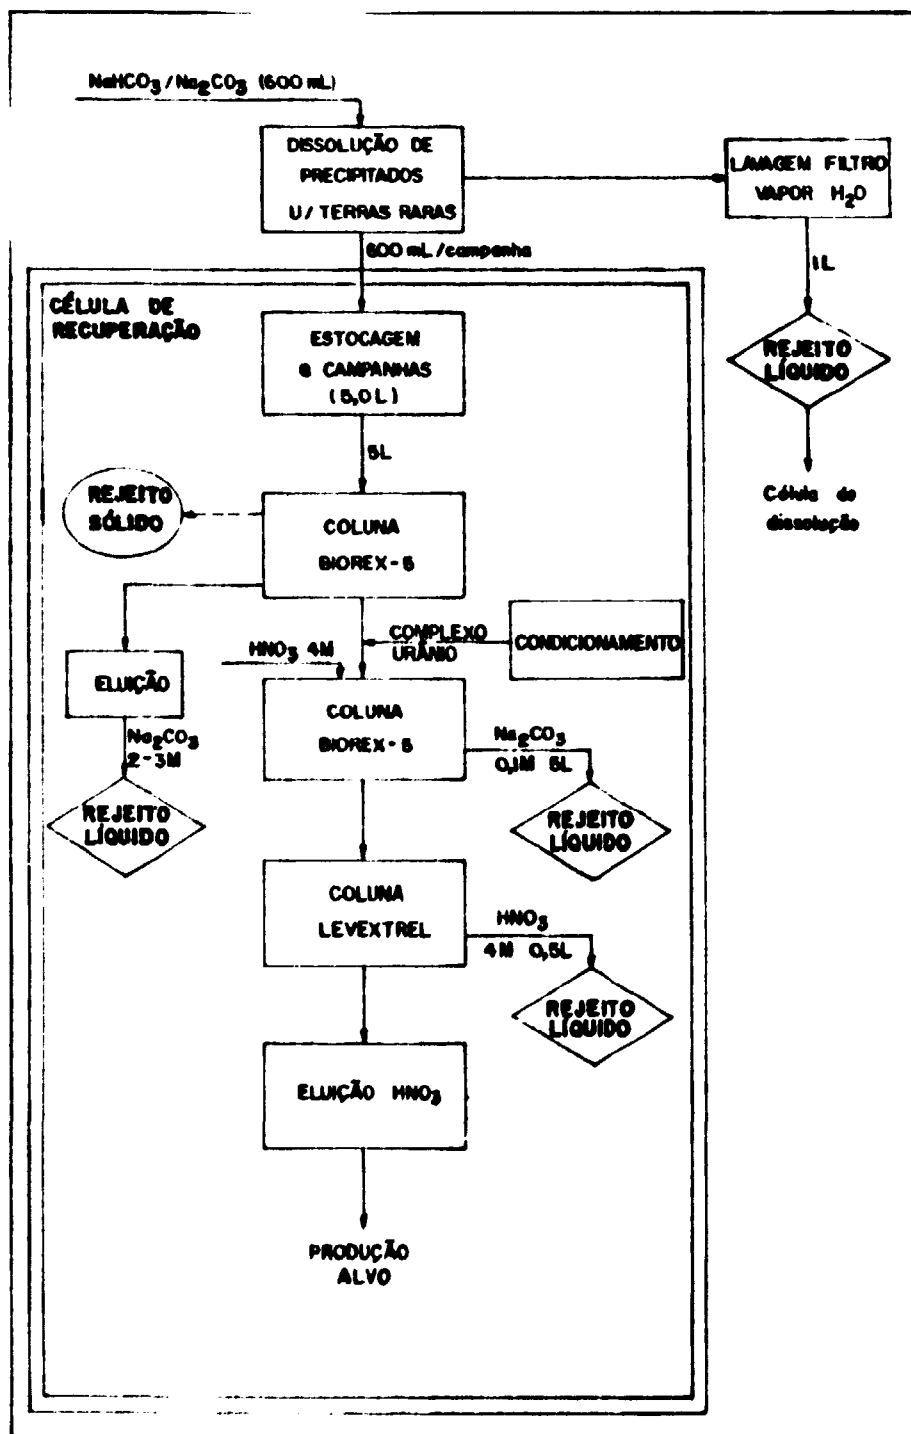 NaHCO3/Na2CO3 (600 mL)
DISSOLUÇÃO DE
PRECIPITADOS
U/TERRAS RARAS
LAVAGEM FILTRO
VAPOR H2O
600 mL/campanha
1L
CÉLULA DE
RECUPERAÇÃO
ESTOCAGEM
CAMPANHAS
(5,0L)
REJEITO
LÍQUIDO
5L
Célula de
dissolução
REJEITO
SÓLIDO
COLUNA
BIOREX-5
COMPLEXO
URÂNIO
CONDICIONAMENTO
HNO3 4M
ELUIÇÃO
COLUNA
BIOREX-5
Na2CO3
2-3M
Na2CO3
0,1M 5L
REJEITO
LÍQUIDO
REJEITO
LÍQUIDO
COLUNA
LEVEXTREL
HNO3
4M 0,5L
REJEITO
LÍQUIDO
ELUIÇÃO HNO3
PRODUÇÃO
ALVO